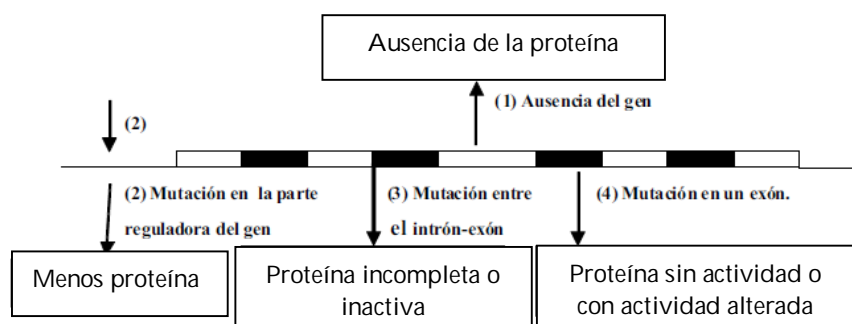 Ausencia de la proteína
(1) Ausencia del gen
(2)
(2) Mutación en la parte
reguladora del gen
(3) Mutación entre
el intrón-exón
(4) Mutación en un exón.
Menos proteína
Proteína incompleta o
inactiva
Proteína sin actividad o
con actividad alterada